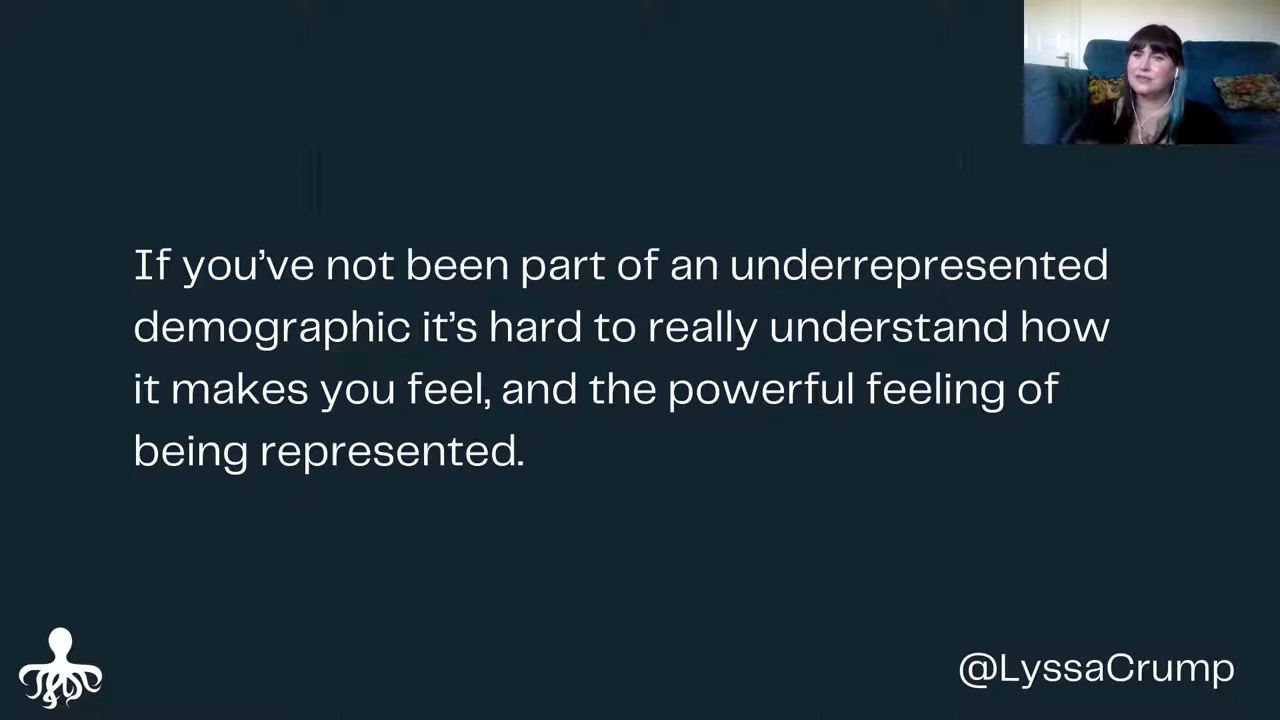 If you’ve not been part of an underrepresented
demographic it’s hard to really understand how
it makes you feel, and the powerful feeling of
being represented.
@LyssaCrump